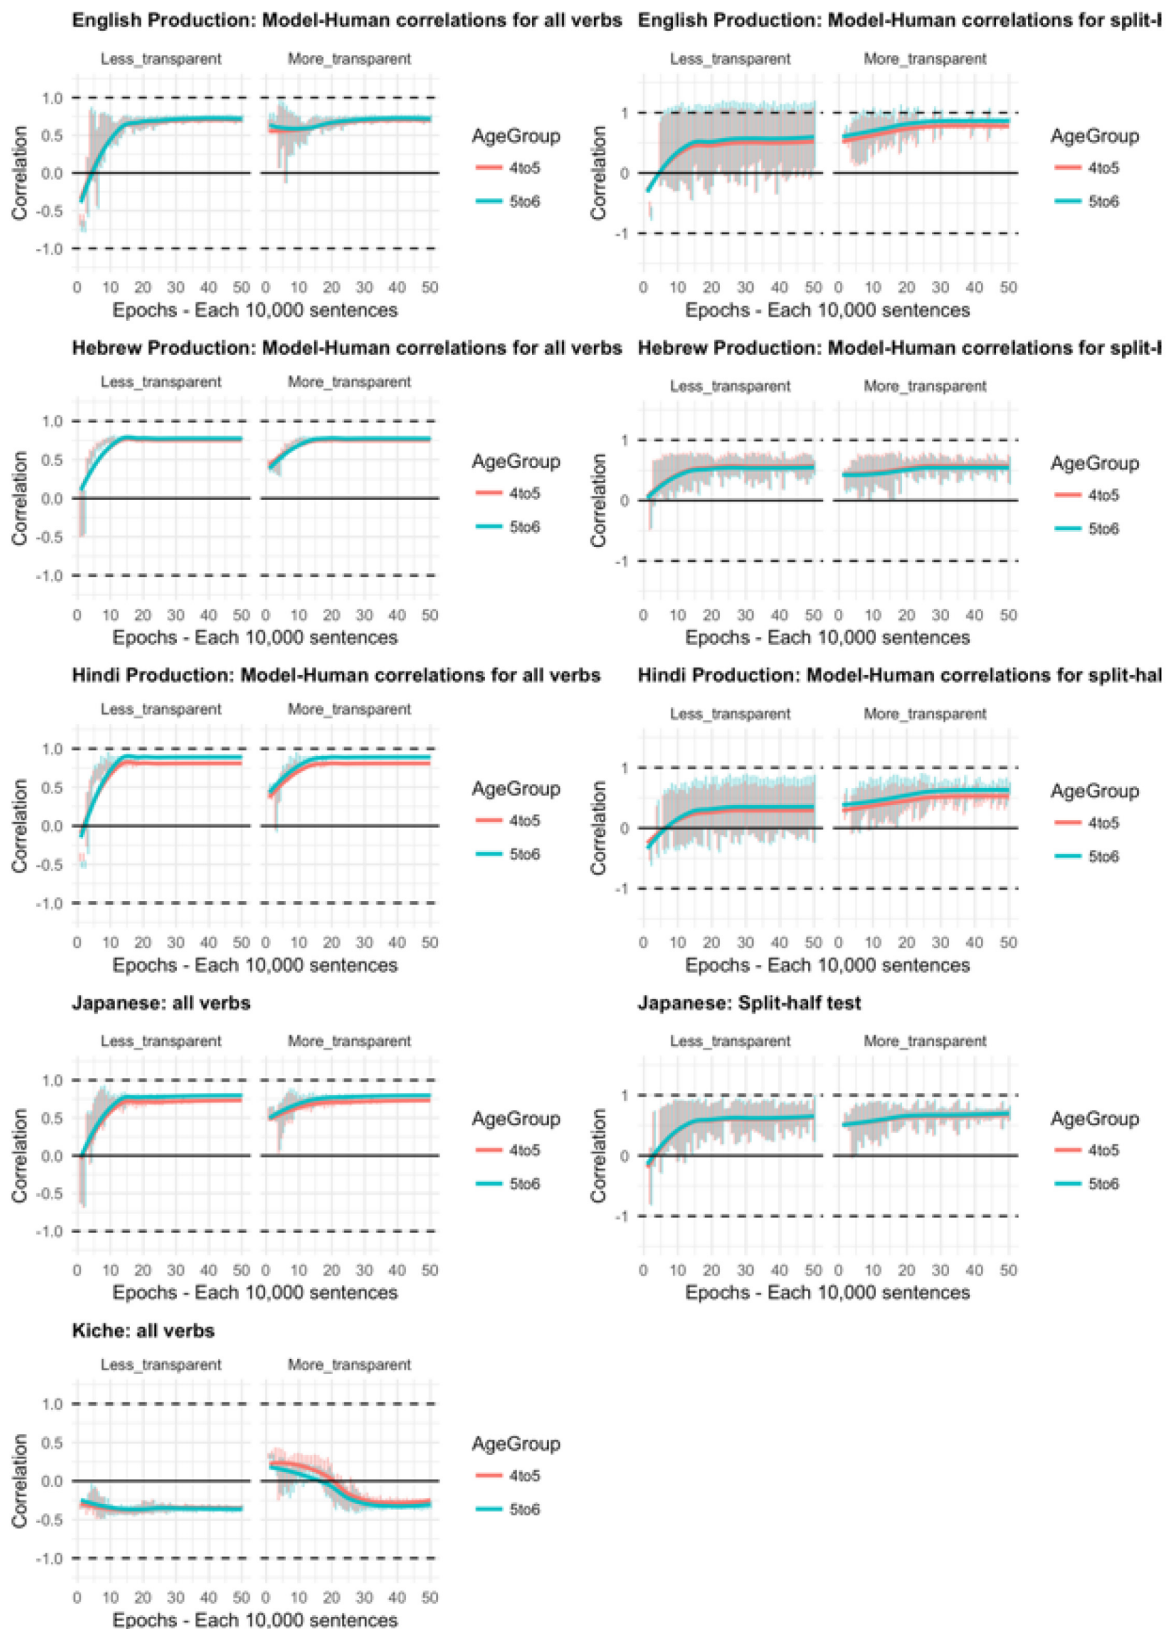 English Production: Model-Human correlations for all verbs
Less_transparent More_transparent
1.0
0.5
0.0
-0.5
-1.0
Correlation
0 10 20 30 40 50 0 10 20 30 40 50
Epochs - Each 10,000 sentences
AgeGroup
4to5
5to6
English Production: Model-Human correlations for split-
Less_transparent More_transparent
1
0
-1
Correlation
0 10 20 30 40 50 0 10 20 30 40 50
Epochs - Each 10,000 sentences
AgeGroup
4to5
5to6
Hebrew Production: Model-Human correlations for all verbs
Less_transparent More_transparent
1.0
0.5
0.0
-0.5
-1.0
Correlation
0 10 20 30 40 50 0 10 20 30 40 50
Epochs - Each 10,000 sentences
AgeGroup
4to5
5to6
Hebrew Production: Model-Human correlations for split-
Less_transparent More_transparent
1
0
-1
Correlation
0 10 20 30 40 50 0 10 20 30 40 50
Epochs - Each 10,000 sentences
AgeGroup
4to5
5to6
Hindi Production: Model-Human correlations for all verbs
Less_transparent More_transparent
1.0
0.5
0.0
-0.5
-1.0
Correlation
0 10 20 30 40 50 0 10 20 30 40 50
Epochs - Each 10,000 sentences
AgeGroup
4to5
5to6
Hindi Production: Model-Human correlations for split-hal
Less_transparent More_transparent
1
0
-1
Correlation
0 10 20 30 40 50 0 10 20 30 40 50
Epochs - Each 10,000 sentences
AgeGroup
4to5
5to6
Japanese: all verbs
Less_transparent More_transparent
1.0
0.5
0.0
-0.5
-1.0
Correlation
0 10 20 30 40 50 0 10 20 30 40 50
Epochs - Each 10,000 sentences
AgeGroup
4to5
5to6
Japanese: Split-half test
Less_transparent More_transparent
1
0
-1
Correlation
0 10 20 30 40 50 0 10 20 30 40 50
Epochs - Each 10,000 sentences
AgeGroup
4to5
5to6
Kiche: all verbs
Less_transparent More_transparent
1.0
0.5
0.0
-0.5
-1.0
Correlation
0 10 20 30 40 50 0 10 20 30 40 50
Epochs - Each 10,000 sentences
AgeGroup
4to5
5to6